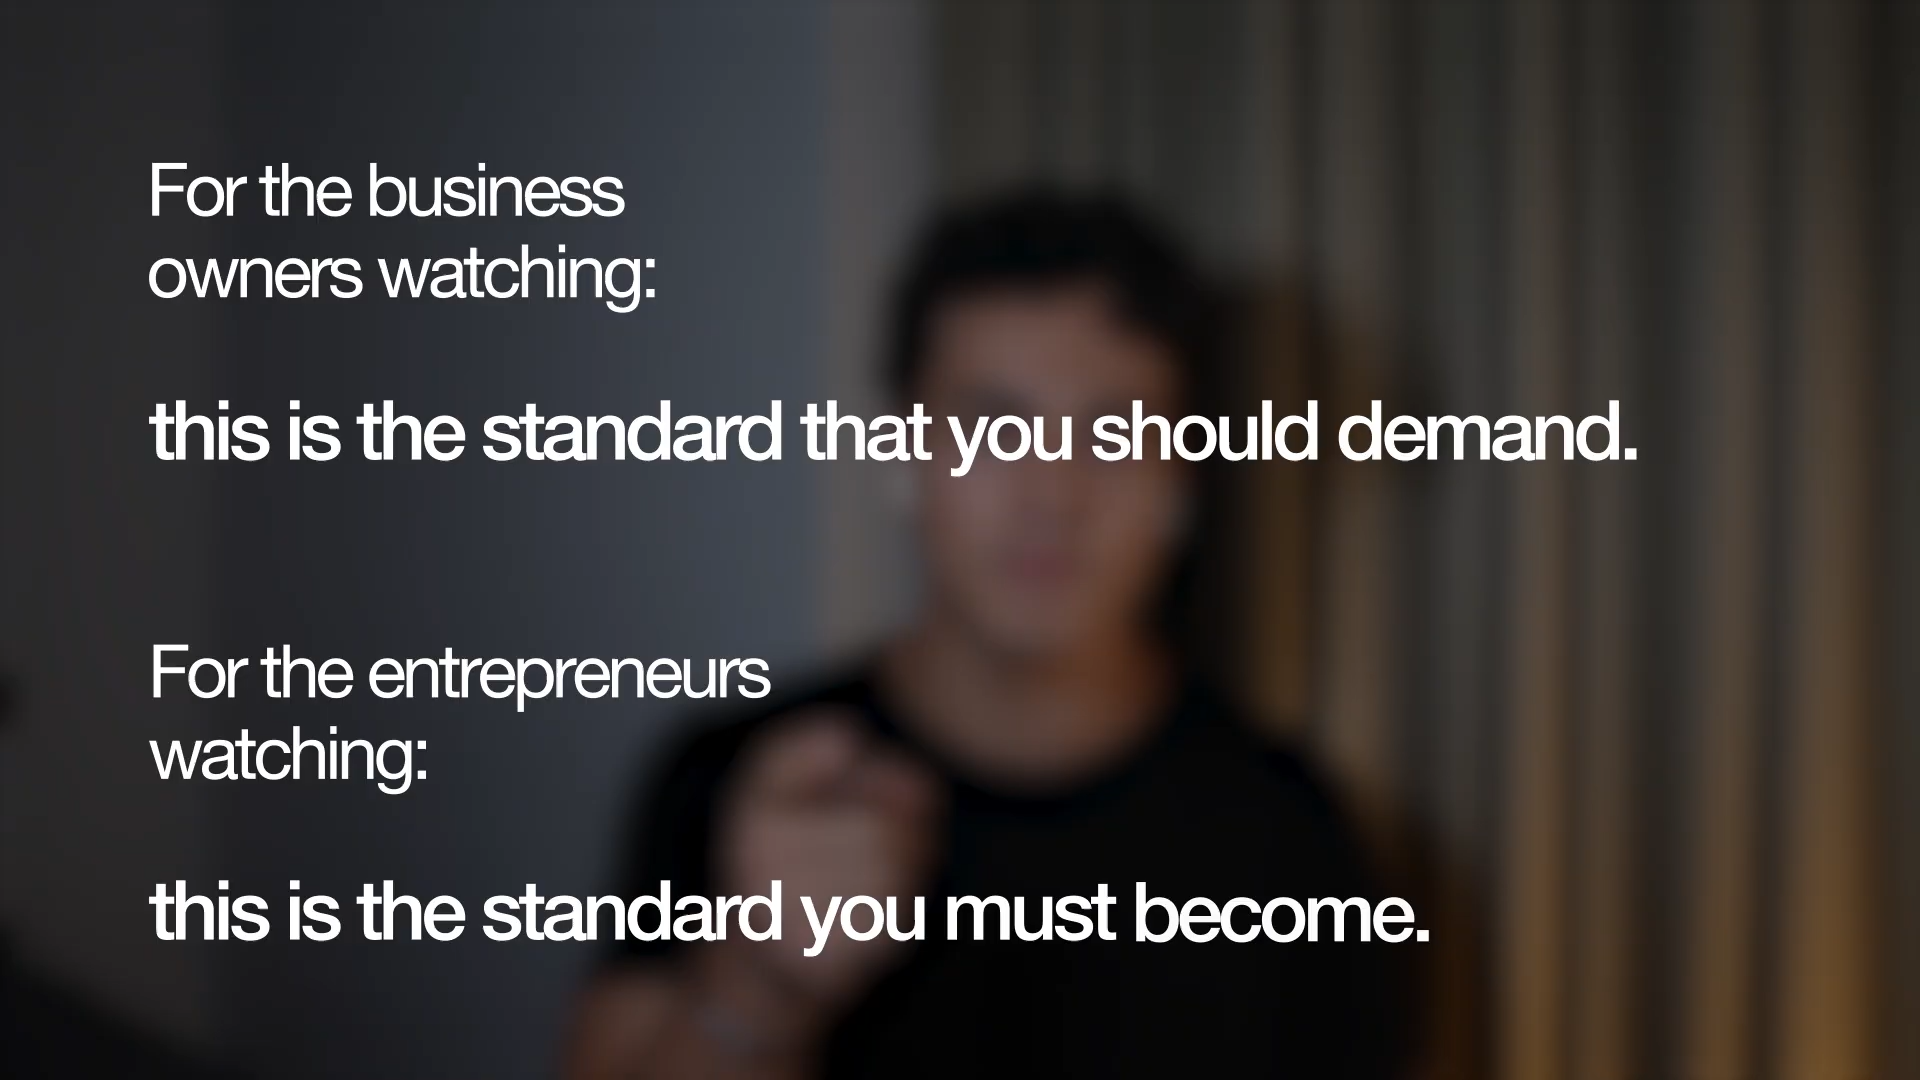 For the business
owners watching:
this is the standard that you should demand.
For the entrepreneurs
watching:
this is the standard you must become.